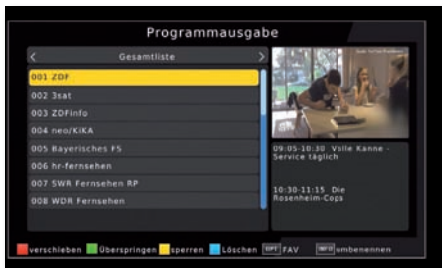 Programmausgabe
< Gesamtliste >
001 ZDF
002 3sat
003 ZDFinfo
004 neo/KiKA
005 Bayerisches FS
006 hr-fernsehen
007 SWR Fernsehen RP
008 WDR Fernsehen
09:05-10:30 Volle Kanne -
Service täglich
10:30-11:15 Die
Rosenheim-Cops
verschieben Überspringen sperren Löschen OPT FAV INFO umbenennen